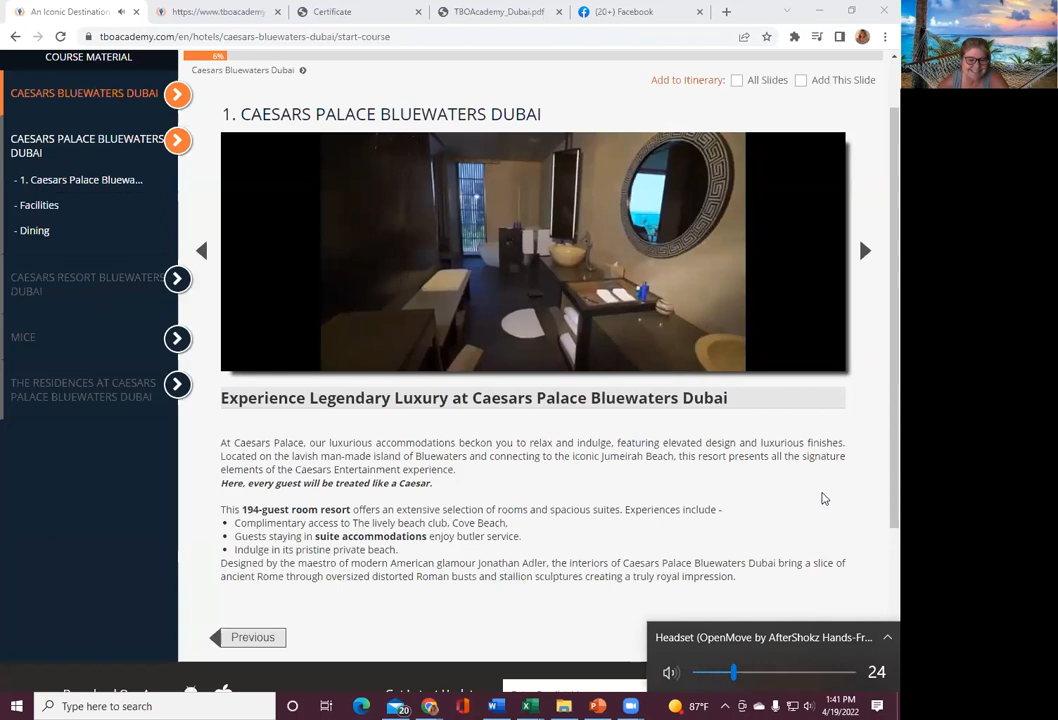 An Iconic Destination
https://www.tboacademy
Certificate
TBOAcademy_Dubai.pdf
(20+) Facebook
tboacademy.com/en/hotels/caesars-bluewaters-dubai/start-course
COURSE MATERIAL
6%
Caesars Bluewaters Dubai
Add to Itinerary: All Slides Add This Slide
CAESARS BLUEWATERS DUBAI
CAESARS PALACE BLUEWATERS
DUBAI
- 1. Caesars Palace Bluewa...
- Facilities
- Dining
CAESARS RESORT BLUEWATERS
DUBAI
MICE
THE RESIDENCES AT CAESARS
PALACE BLUEWATERS DUBAI
1. CAESARS PALACE BLUEWATERS DUBAI
Experience Legendary Luxury at Caesars Palace Bluewaters Dubai
At Caesars Palace, our luxurious accommodations beckon you to relax and indulge, featuring elevated design and luxurious finishes.
Located on the lavish man-made island of Bluewaters and connecting to the iconic Jumeirah Beach, this resort presents all the signature
elements of the Caesars Entertainment experience.
Here, every guest will be treated like a Caesar.
This 194-guest room resort offers an extensive selection of rooms and spacious suites. Experiences include -
• Complimentary access to The lively beach club, Cove Beach,
• Guests staying in suite accommodations enjoy butler service.
• Indulge in its pristine private beach.
Designed by the maestro of modern American glamour Jonathan Adler, the interiors of Caesars Palace Bluewaters Dubai bring a slice of
ancient Rome through oversized distorted Roman busts and stallion sculptures creating a truly royal impression.
Previous
Headset (OpenMove by AfterShokz Hands-Fr...
24
Type here to search
20
87°F
1:41 PM
4/19/2022